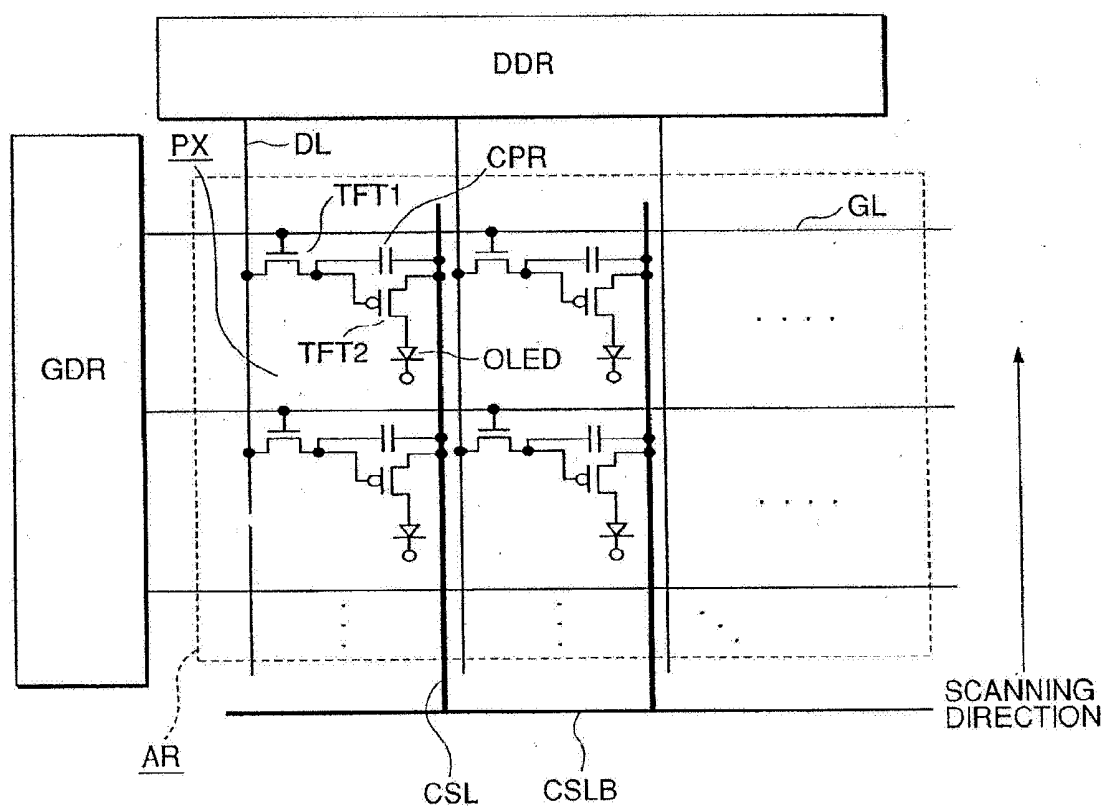 DDR
PX
DL
CPR
TFT1
GL
GDR
TFT2
OLED
SCANNING
DIRECTION
AR
CSL
CSLB